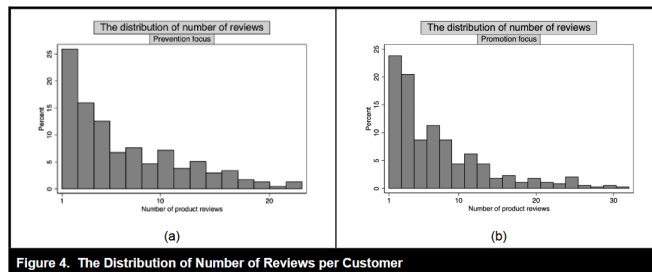 The distribution of number of reviews
Prevention focus
Percent
25
20
15
10
5
0
1 10 20
Number of product reviews
(a)
The distribution of number of reviews
Promotion focus
Percent
25
20
15
10
5
0
1 10 20 30
Number of product reviews
(b)
Figure 4. The Distribution of Number of Reviews per Customer